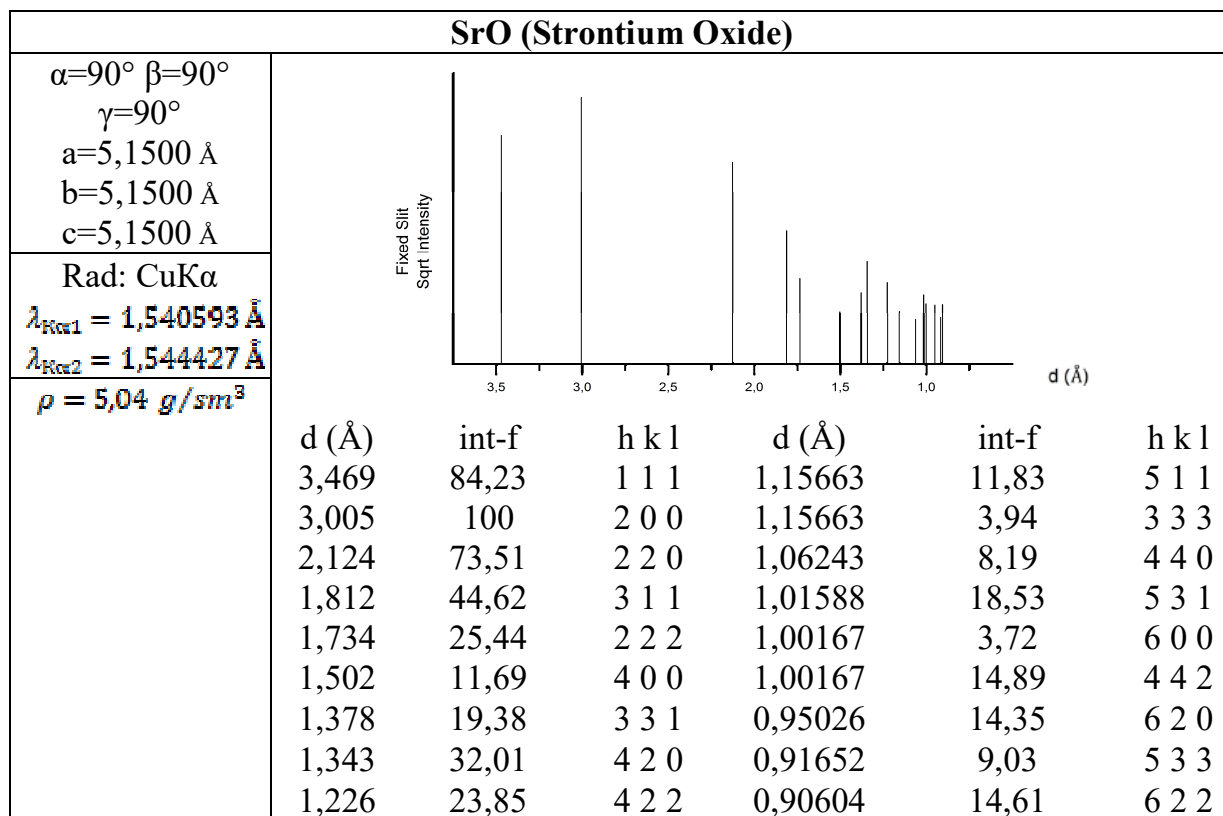 SrO (Strontium Oxide)
α=90° β=90°
γ=90°
a=5,1500 Å
b=5,1500 Å
c=5,1500 Å
Rad: CuKα
λKα1 = 1,540593 Å
λKα2 = 1,544427 Å
ρ = 5,04 g/sm³
Fixed Slit
Sqrt Intensity
3,5 3,0 2,5 2,0 1,5 1,0
d (Å)
d (Å) int-f h k l d (Å) int-f h k l
3,469 84,23 1 1 1 1,15663 11,83 5 1 1
3,005 100 2 0 0 1,15663 3,94 3 3 3
2,124 73,51 2 2 0 1,06243 8,19 4 4 0
1,812 44,62 3 1 1 1,01588 18,53 5 3 1
1,734 25,44 2 2 2 1,00167 3,72 6 0 0
1,502 11,69 4 0 0 1,00167 14,89 4 4 2
1,378 19,38 3 3 1 0,95026 14,35 6 2 0
1,343 32,01 4 2 0 0,91652 9,03 5 3 3
1,226 23,85 4 2 2 0,90604 14,61 6 2 2